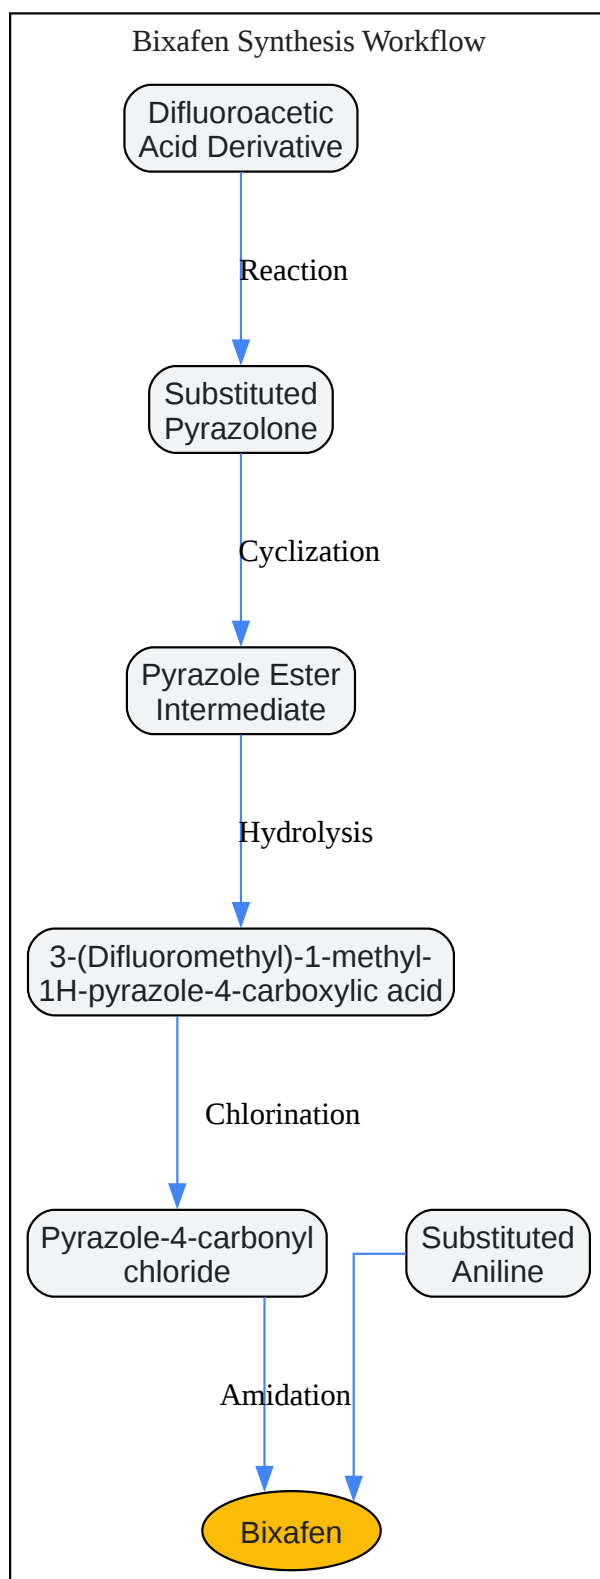 Bixafen Synthesis Workflow
Difluoroacetic
Acid Derivative
Reaction
Substituted
Pyrazolone
Cyclization
Pyrazole Ester
Intermediate
Hydrolysis
3-(Difluoromethyl)-1-methyl-
1H-pyrazole-4-carboxylic acid
Chlorination
Pyrazole-4-carbonyl
chloride
Substituted
Aniline
Amidation
Bixafen